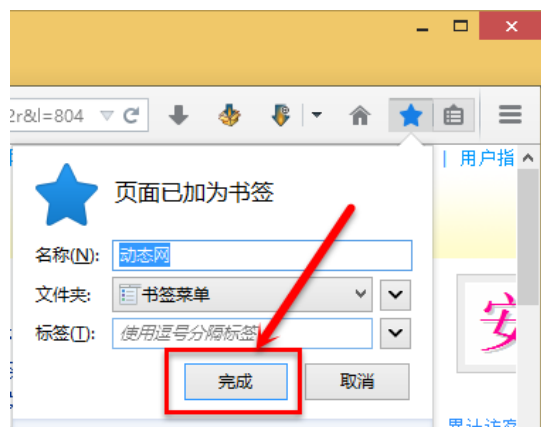 2r&l=804
| 用户指
页面已加为书签
名称(N): 动态网
文件夹: 书签菜单
标签(T): 使用逗号分隔标签
完成 取消
安
累计访客